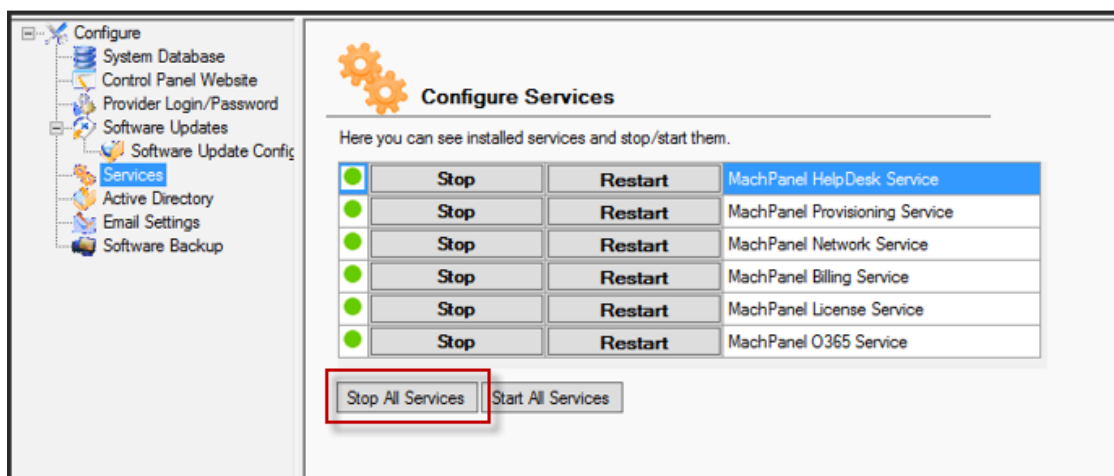 Configure
System Database
Control Panel Website
Provider Login/Password
Software Updates
Software Update Config
Services
Active Directory
Email Settings
Software Backup
Configure Services
Here you can see installed services and stop/start them.
Stop Restart MachPanel HelpDesk Service
Stop Restart MachPanel Provisioning Service
Stop Restart MachPanel Network Service
Stop Restart MachPanel Billing Service
Stop Restart MachPanel License Service
Stop Restart MachPanel O365 Service
Stop All Services Start All Services